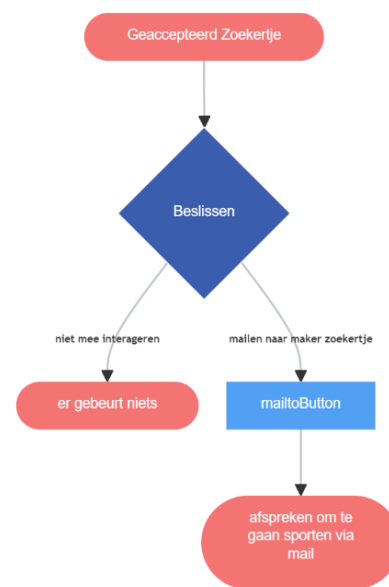 Geaccepteerd Zoekertje
Beslissen
niet mee interageren
mailen naar maker zoekertje
er gebeurt niets
mailtoButton
afspreken om te
gaan sporten via
mail